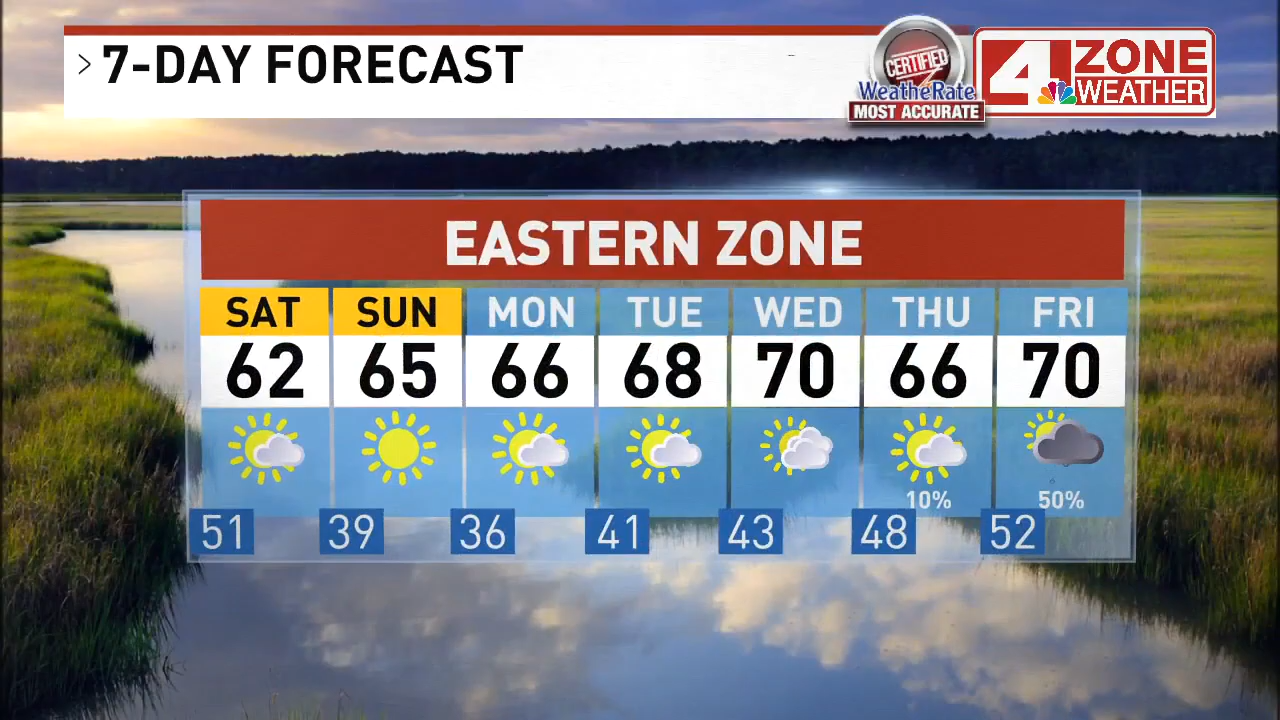 > 7-DAY FORECAST
CERTIFIED
WeatheRate
MOST ACCURATE
4 ZONE
WEATHER
EASTERN ZONE
SAT SUN MON TUE WED THU FRI
62 65 66 68 70 66 70
10% 50%
51 39 36 41 43 48 52